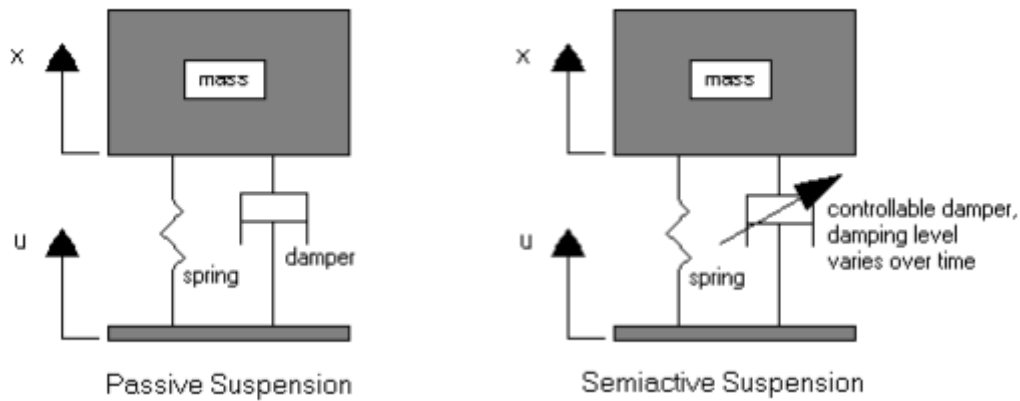 x
mass
u
spring
damper
Passive Suspension
x
mass
u
spring
controllable damper,
damping level
varies over time
Semiactive Suspension